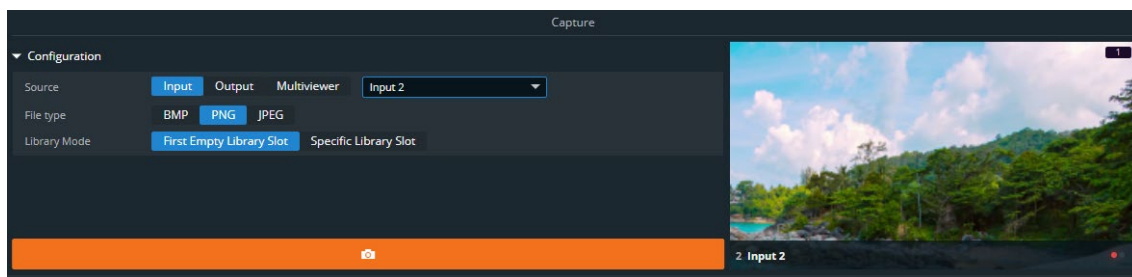 Capture
Configuration
Source Input Output Multiviewer Input 2
File type BMP PNG JPEG
Library Mode First Empty Library Slot Specific Library Slot
1
2 Input 2